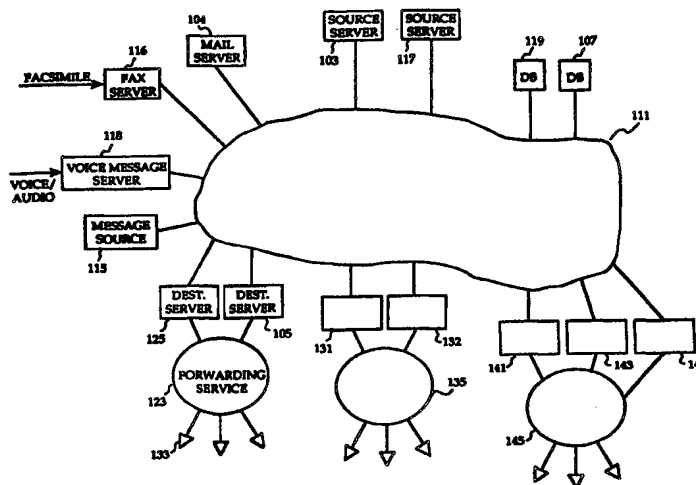 104
MAIL
SERVER
SOURCE
SERVER
103
SOURCE
SERVER
117
119
DB
107
DB
111
116
FACSIMILE
FAX
SERVER
118
VOICE MESSAGE
SERVER
VOICE/
AUDIO
MESSAGE
SOURCE
115
DEST.
SERVER
125
DEST.
SERVER
105
131
132
141
143
FORWARDING
SERVICE
123
135
145
133